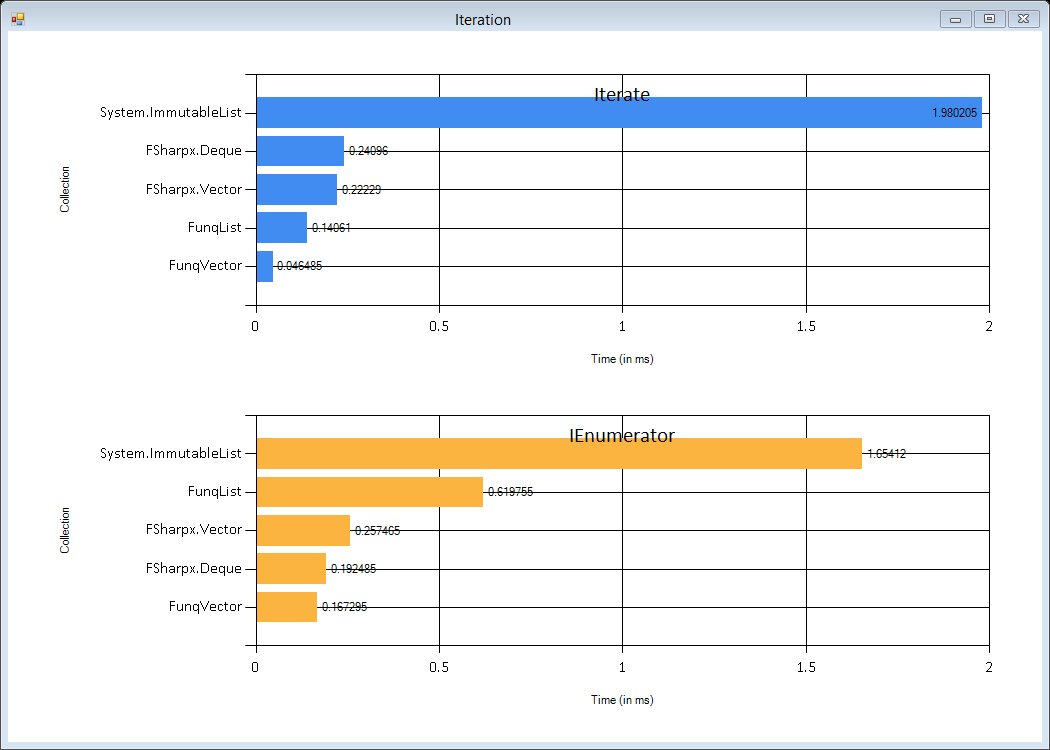 Iteration
Iterate
System.ImmutableList 1.980205
FSharpx.Deque 0.24096
FSharpx.Vector 0.22229
FunqList 0.14061
FunqVector 0.046485
Collection
0 0.5 1 1.5 2
Time (in ms)
IEnumerator
System.ImmutableList 1.65412
FunqList 0.619755
FSharpx.Vector 0.257465
FSharpx.Deque 0.192485
FunqVector 0.167295
Collection
0 0.5 1 1.5 2
Time (in ms)